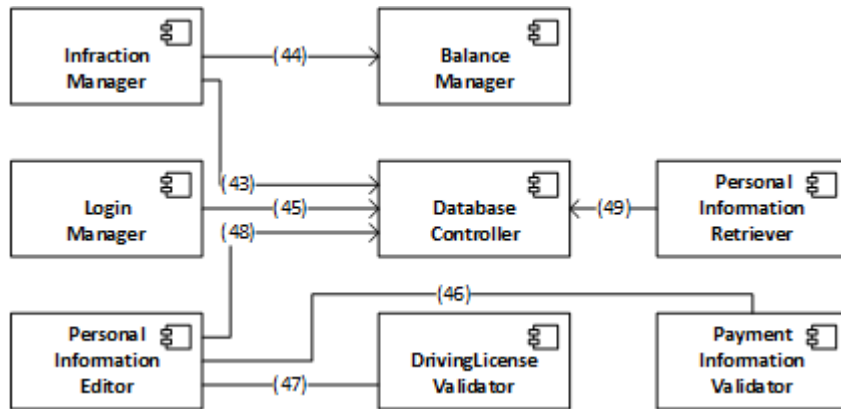 Infraction
Manager
(44)
Balance
Manager
(43)
Login
Manager
(45)
Database
Controller
(49)
Personal
Information
Retriever
(48)
(46)
Personal
Information
Editor
(47)
DrivingLicense
Validator
Payment
Information
Validator